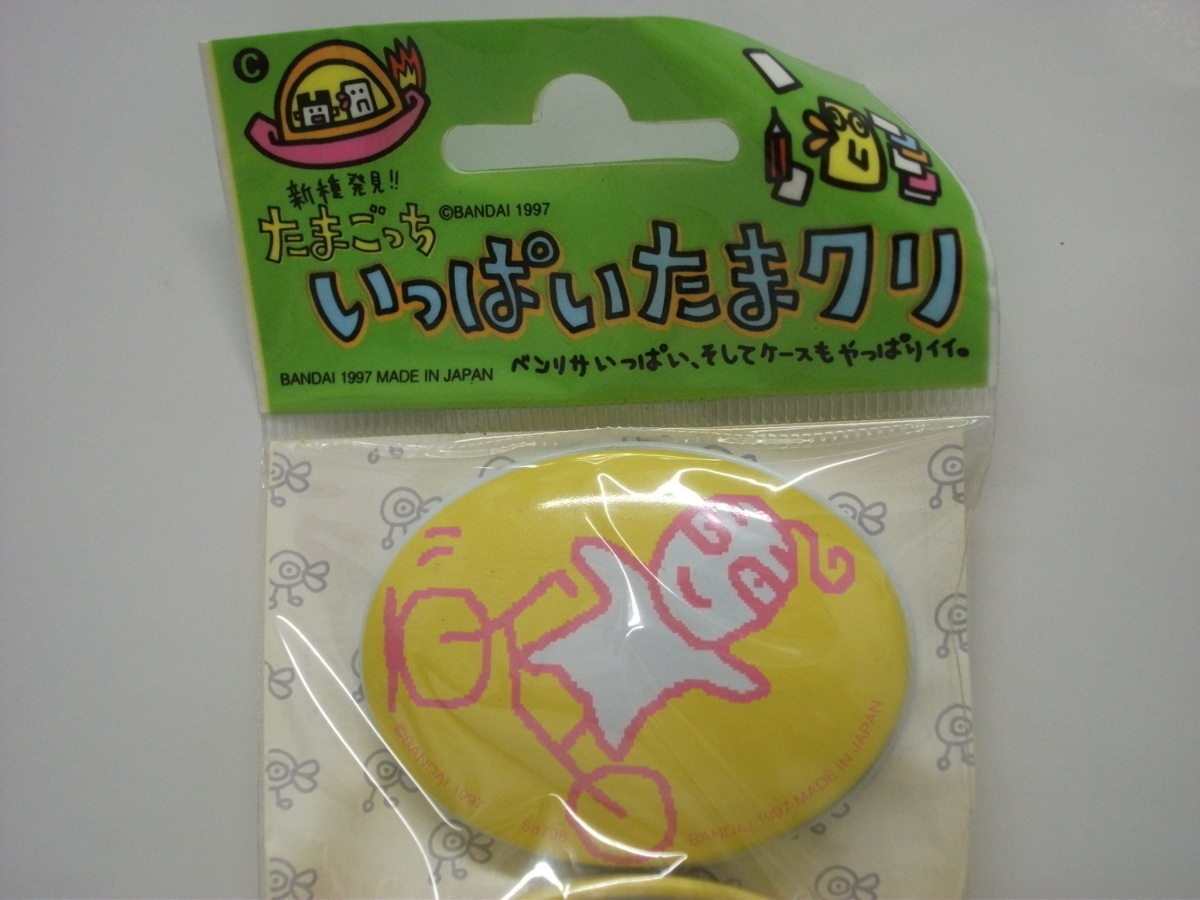 C
新種発見!!
たまごっち
©BANDAI 1997
いっぱいたまクリ
ベンリサいっぱい、そしてケースもやっぱりイイ。
BANDAI 1997 MADE IN JAPAN
©BANDAI 1997
BANDAI 1997 MADE IN JAPAN